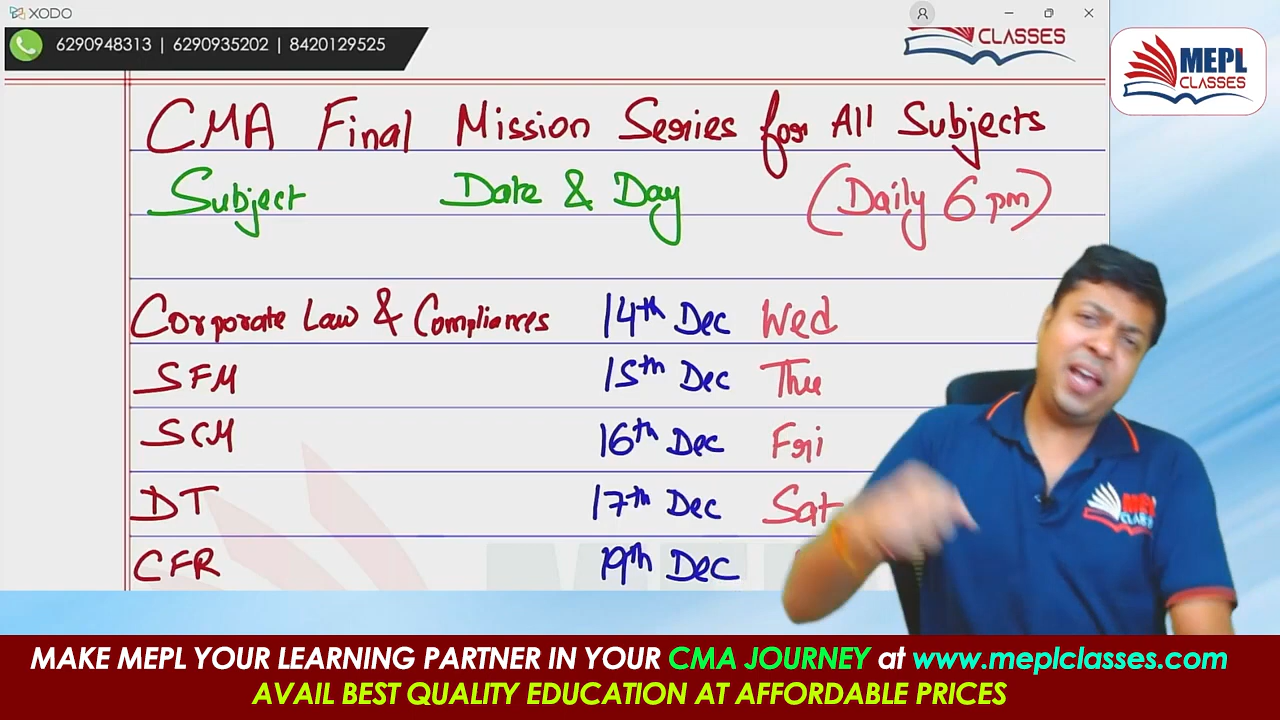 XODO
6290948313 | 6290935202 | 8420129525
CLASSES
MEPL
CLASSES
CMA Final Mission Series for All Subjects
Subject Date & Day (Daily 6 pm)
Corporate Law & Compliances 14th Dec Wed
SFM 15th Dec Thu
SCM 16th Dec Fri
DT 17th Dec Sat
CFR 19th Dec
MEPL
CLASSES
MAKE MEPL YOUR LEARNING PARTNER IN YOUR CMA JOURNEY at www.meplclasses.com
AVAIL BEST QUALITY EDUCATION AT AFFORDABLE PRICES